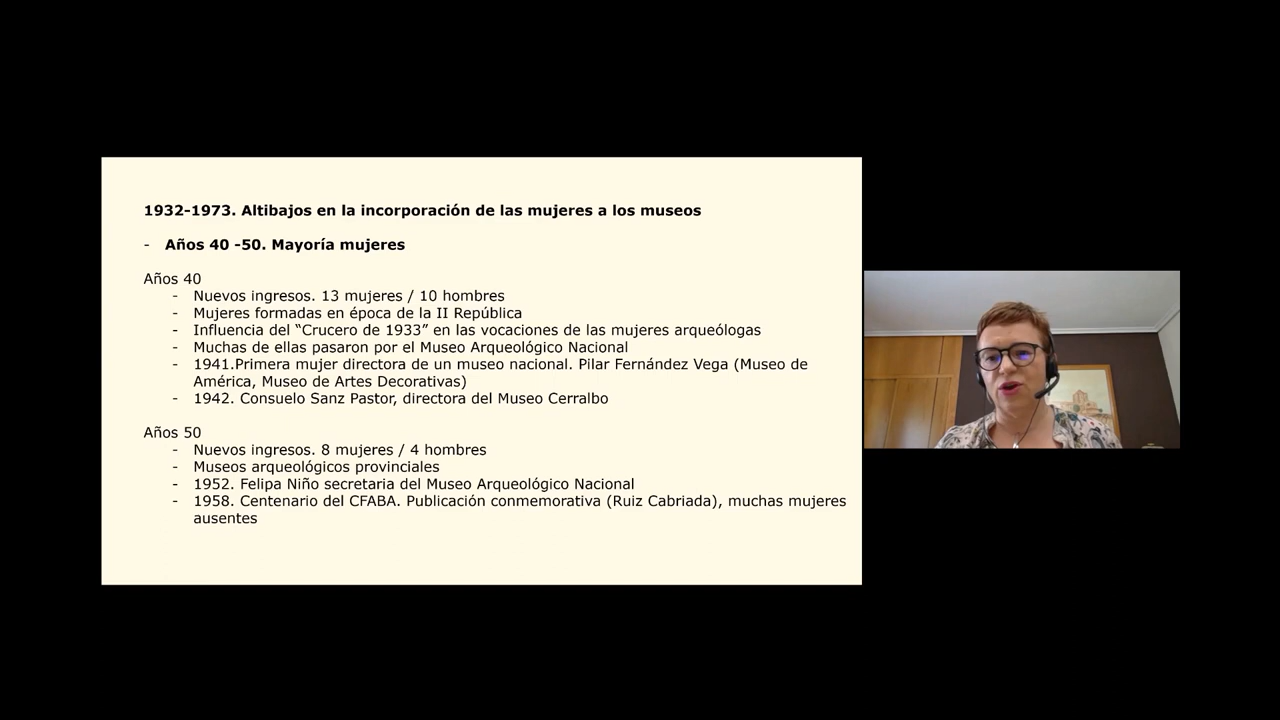 1932-1973. Altibajos en la incorporación de las mujeres a los museos
- Años 40 -50. Mayoría mujeres
Años 40
- Nuevos ingresos. 13 mujeres / 10 hombres
- Mujeres formadas en época de la II República
- Influencia del “Crucero de 1933” en las vocaciones de las mujeres arqueólogas
- Muchas de ellas pasaron por el Museo Arqueológico Nacional
- 1941.Primera mujer directora de un museo nacional. Pilar Fernández Vega (Museo de
América, Museo de Artes Decorativas)
- 1942. Consuelo Sanz Pastor, directora del Museo Cerralbo
Años 50
- Nuevos ingresos. 8 mujeres / 4 hombres
- Museos arqueológicos provinciales
- 1952. Felipa Niño secretaria del Museo Arqueológico Nacional
- 1958. Centenario del CFABA. Publicación conmemorativa (Ruiz Cabriada), muchas mujeres
ausentes